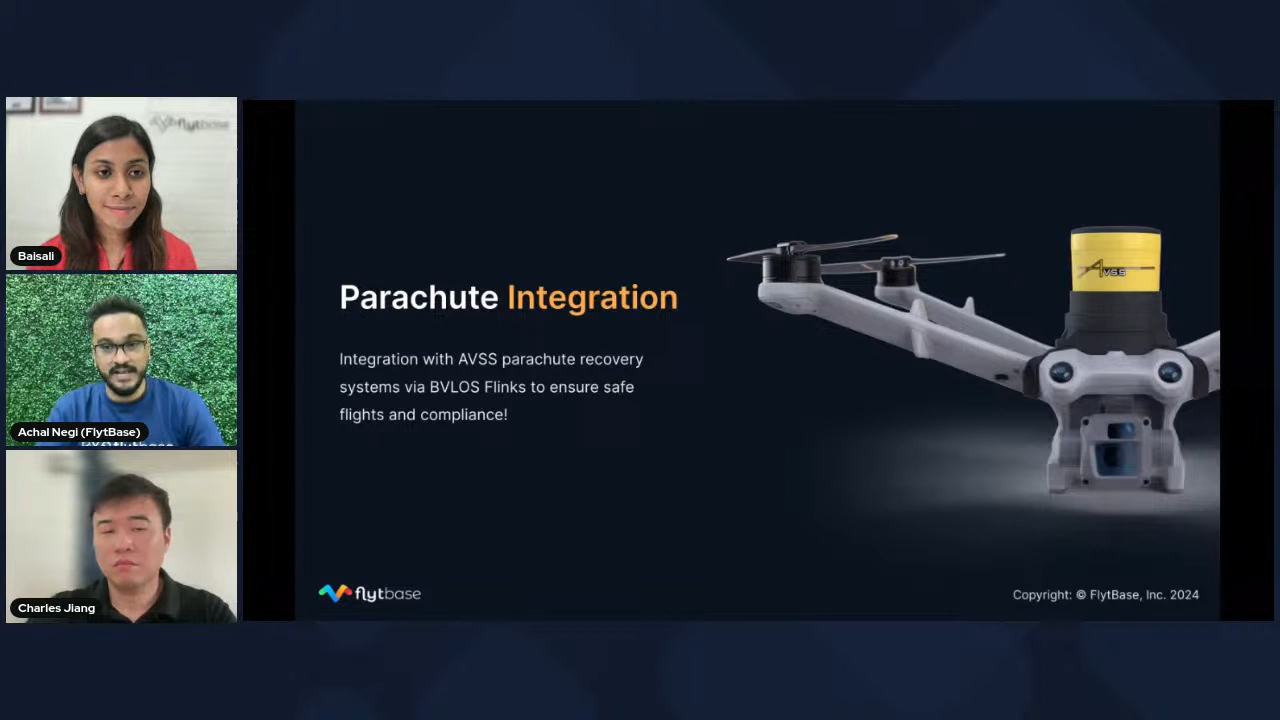 flytbase
Baisali
Achal Negi (FlytBase)
Charles Jiang
Parachute Integration
Integration with AVSS parachute recovery
systems via BVLOS Flinks to ensure safe
flights and compliance!
AVSS
flytbase
Copyright: © FlytBase, Inc. 2024